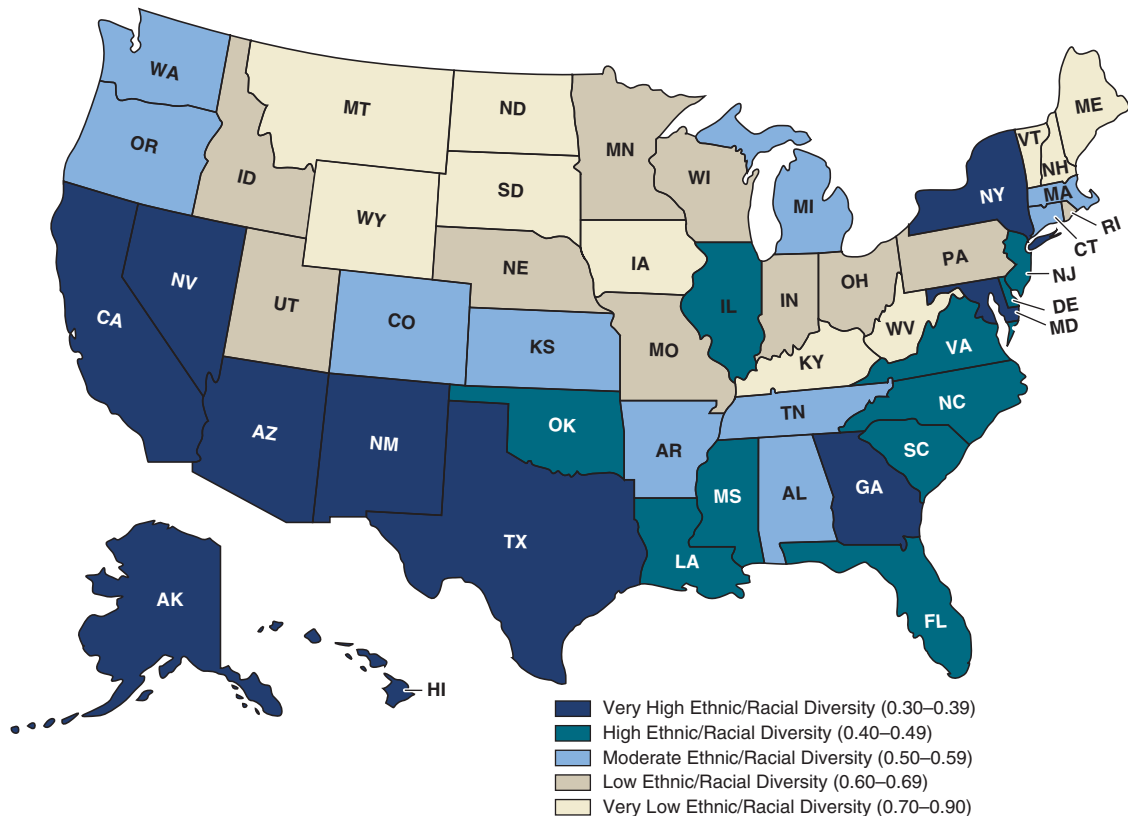 WA
MT
ND
MN
ME
VT
NH
OR
ID
SD
WI
MI
NY
MA
RI
CT
WY
NE
IA
PA
NJ
NV
UT
CO
IL
IN
OH
DE
MD
CA
KS
MO
WV
VA
KY
AZ
NM
OK
AR
TN
NC
SC
MS
AL
GA
TX
LA
FL
AK
HI
Very High Ethnic/Racial Diversity (0.30–0.39)
High Ethnic/Racial Diversity (0.40–0.49)
Moderate Ethnic/Racial Diversity (0.50–0.59)
Low Ethnic/Racial Diversity (0.60–0.69)
Very Low Ethnic/Racial Diversity (0.70–0.90)